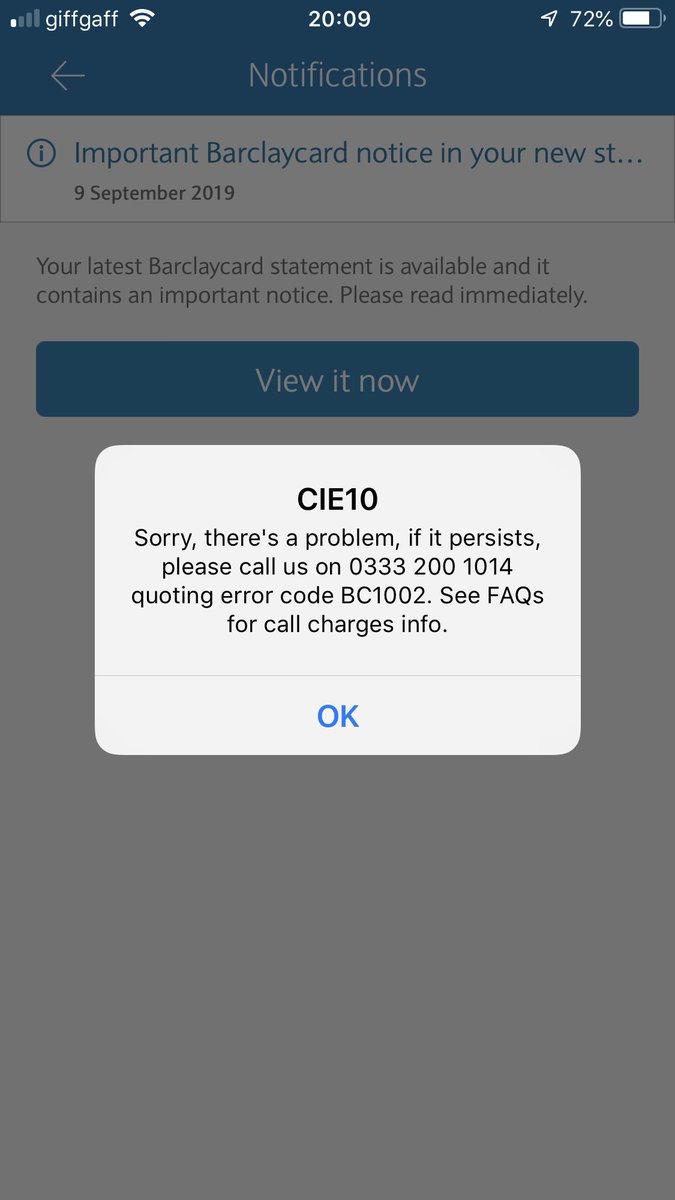 giffgaff 20:09 72%
Notifications
Important Barclaycard notice in your new st...
9 September 2019
Your latest Barclaycard statement is available and it
contains an important notice. Please read immediately.
View it now
CIE10
Sorry, there's a problem, if it persists,
please call us on 0333 200 1014
quoting error code BC1002. See FAQs
for call charges info.
OK